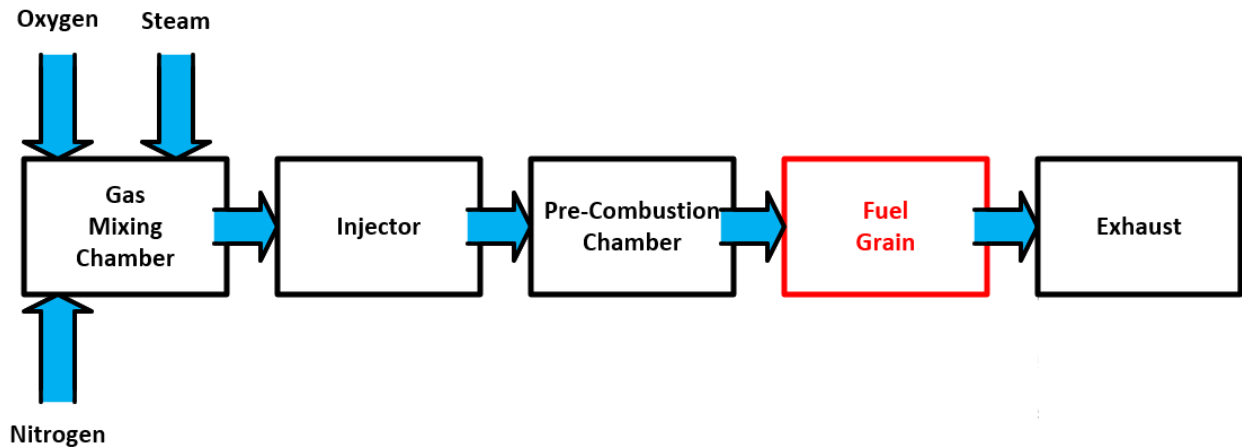 Oxygen
Steam
Gas
Mixing
Chamber
Injector
Pre-Combustion
Chamber
Fuel
Grain
Exhaust
Nitrogen